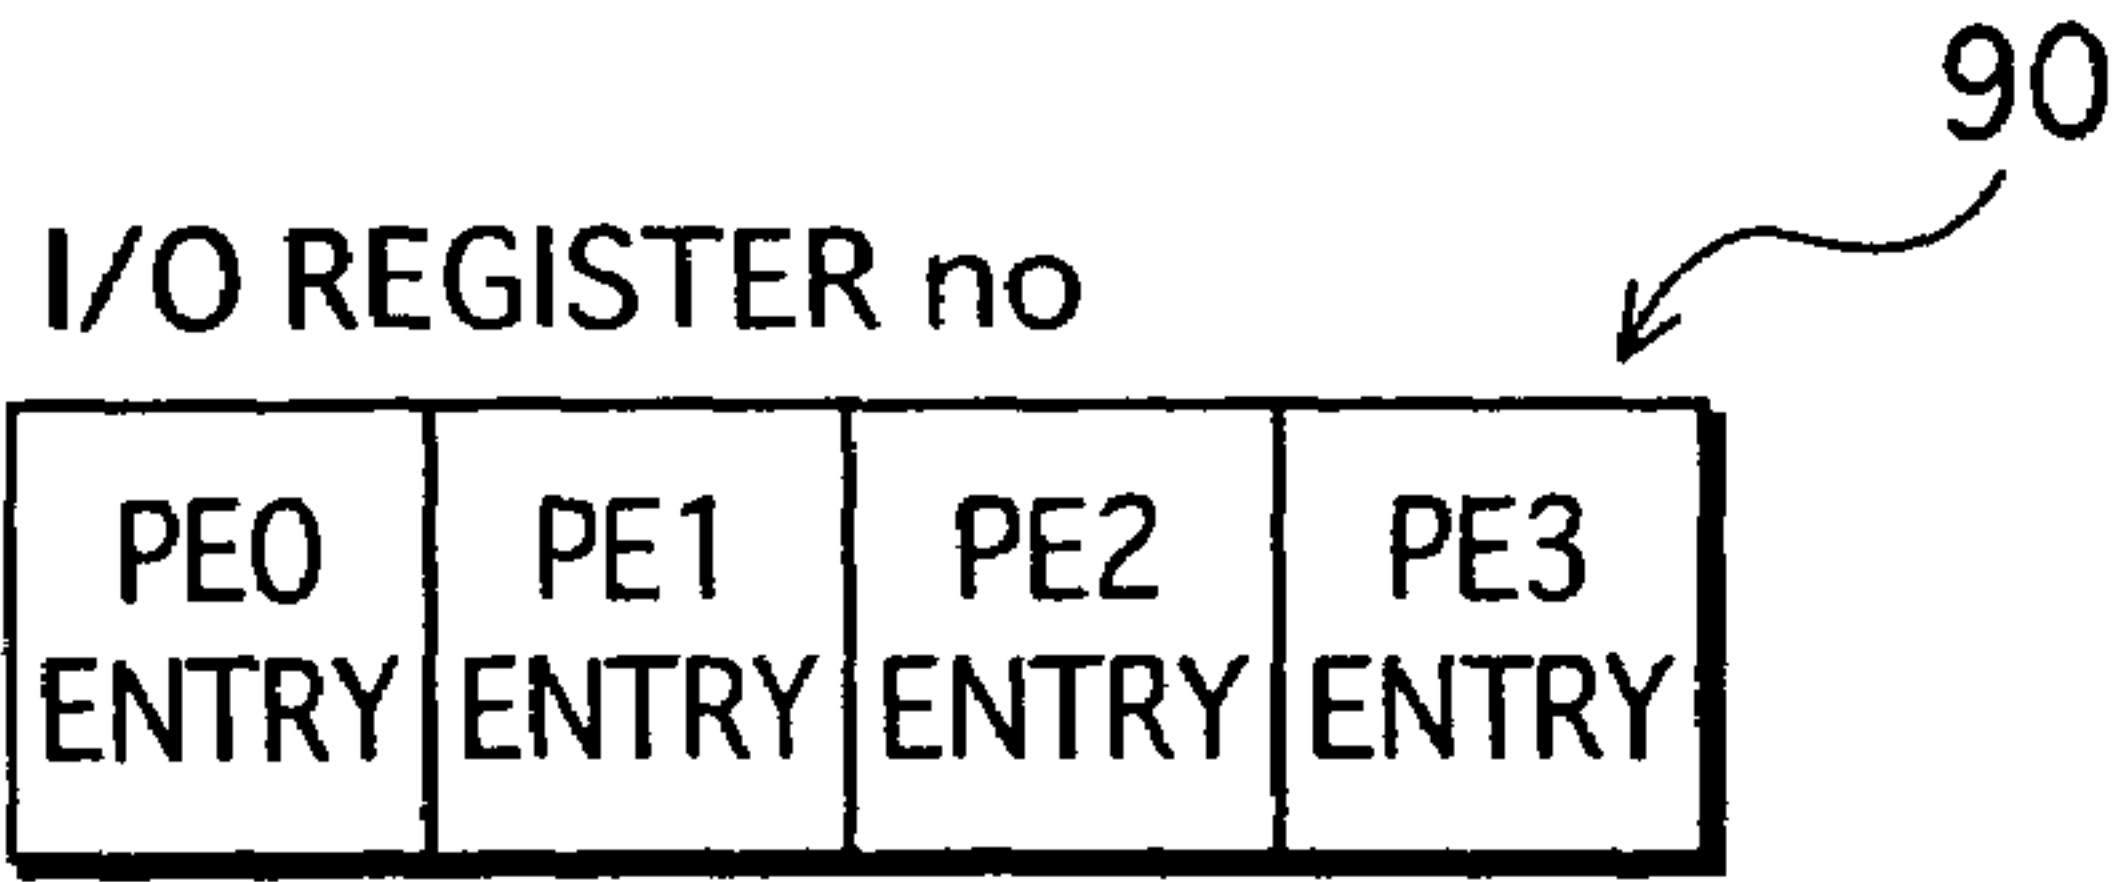 90
I/O REGISTER no
PE0 ENTRY
PE1 ENTRY
PE2 ENTRY
PE3 ENTRY